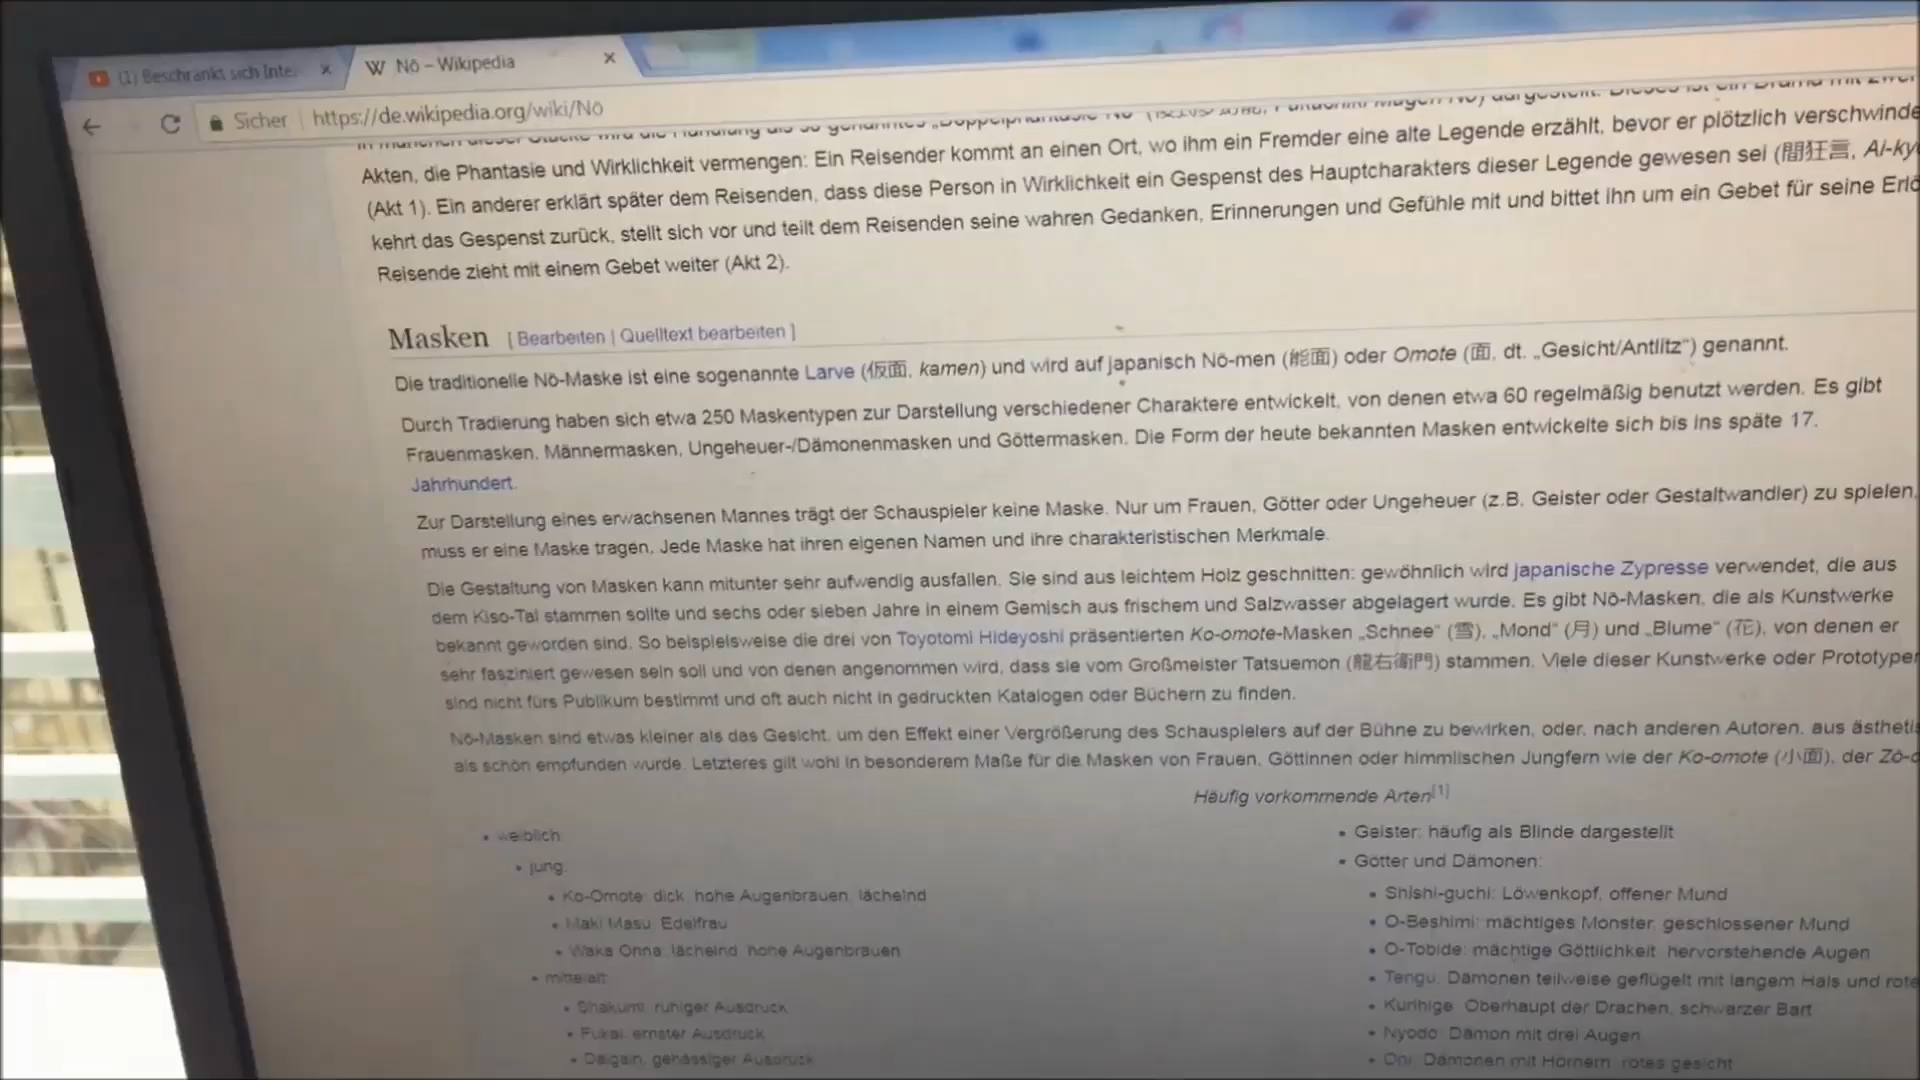 (1) Beschränkt sich Inte
Nō – Wikipedia
Sicher https://de.wikipedia.org/wiki/Nō
Akten, die Phantasie und Wirklichkeit vermengen: Ein Reisender kommt an einen Ort, wo ihm ein Fremder eine alte Legende erzählt, bevor er plötzlich verschwinde
(Akt 1). Ein anderer erklärt später dem Reisenden, dass diese Person in Wirklichkeit ein Gespenst des Hauptcharakters dieser Legende gewesen sei (間狂言, Ai-ky
kehrt das Gespenst zurück, stellt sich vor und teilt dem Reisenden seine wahren Gedanken, Erinnerungen und Gefühle mit und bittet ihn um ein Gebet für seine Erlö
Reisende zieht mit einem Gebet weiter (Akt 2).
Masken [ Bearbeiten | Quelltext bearbeiten ]
Die traditionelle Nō-Maske ist eine sogenannte Larve (仮面, kamen) und wird auf japanisch Nō-men (能面) oder Omote (面, dt. „Gesicht/Antlitz“) genannt.
Durch Tradierung haben sich etwa 250 Maskentypen zur Darstellung verschiedener Charaktere entwickelt, von denen etwa 60 regelmäßig benutzt werden. Es gibt
Frauenmasken, Männermasken, Ungeheuer-/Dämonenmasken und Göttermasken. Die Form der heute bekannten Masken entwickelte sich bis ins späte 17.
Jahrhundert.
Zur Darstellung eines erwachsenen Mannes trägt der Schauspieler keine Maske. Nur um Frauen, Götter oder Ungeheuer (z.B. Geister oder Gestaltwandler) zu spielen,
muss er eine Maske tragen. Jede Maske hat ihren eigenen Namen und ihre charakteristischen Merkmale.
Die Gestaltung von Masken kann mitunter sehr aufwendig ausfallen. Sie sind aus leichtem Holz geschnitten: gewöhnlich wird japanische Zypresse verwendet, die aus
dem Kiso-Tal stammen sollte und sechs oder sieben Jahre in einem Gemisch aus frischem und Salzwasser abgelagert wurde. Es gibt Nō-Masken, die als Kunstwerke
bekannt geworden sind. So beispielsweise die drei von Toyotomi Hideyoshi präsentierten Ko-omote-Masken „Schnee“ (雪), „Mond“ (月) und „Blume“ (花), von denen er
sehr fasziniert gewesen sein soll und von denen angenommen wird, dass sie vom Großmeister Tatsuemon (龍右衛門) stammen. Viele dieser Kunstwerke oder Prototypen
sind nicht fürs Publikum bestimmt und oft auch nicht in gedruckten Katalogen oder Büchern zu finden.
Nō-Masken sind etwas kleiner als das Gesicht, um den Effekt einer Vergrößerung des Schauspielers auf der Bühne zu bewirken, oder, nach anderen Autoren, aus ästhetis
als schön empfunden wurde. Letzteres gilt wohl in besonderem Maße für die Masken von Frauen, Göttinnen oder himmlischen Jungfern wie der Ko-omote (小面), der Zō-o
Häufig vorkommende Arten[1]
• weiblich
• jung:
• Ko-Omote: dick, hohe Augenbrauen, lächelnd
• Maki Masu: Edelfrau
• Waka Onna: lächelnd, hohe Augenbrauen
• mittelalt:
• Shakumi: ruhiger Ausdruck
• Fukai: ernster Ausdruck
• Deigan: gehässiger Ausdruck
• Geister: häufig als Blinde dargestellt
• Götter und Dämonen:
• Shishi-guchi: Löwenkopf, offener Mund
• O-Beshimi: mächtiges Monster, geschlossener Mund
• O-Tobide: mächtige Göttlichkeit, hervorstehende Augen
• Tengu: Dämonen teilweise geflügelt mit langem Hals und rote
• Kurihige: Oberhaupt der Drachen, schwarzer Bart
• Nyodo: Dämon mit drei Augen
• Oni: Dämonen mit Hörnern, rotes gesicht